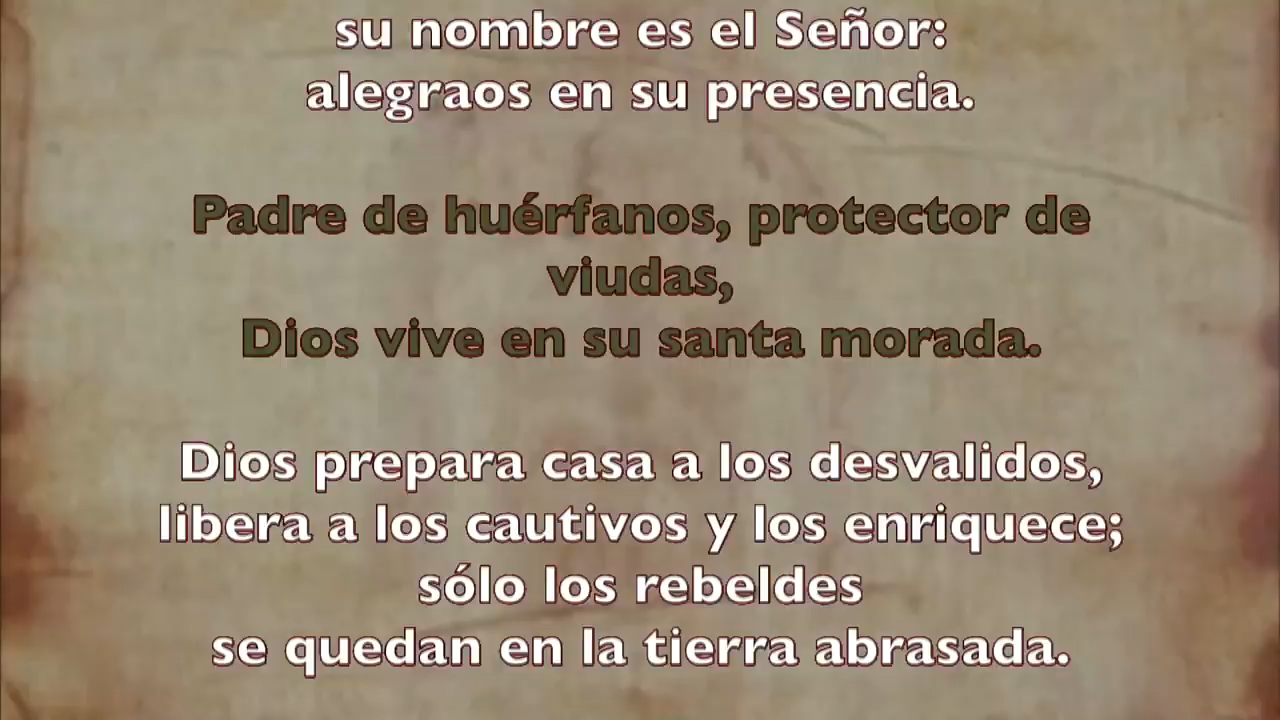 su nombre es el Señor:
alegraos en su presencia.
Padre de huérfanos, protector de
viudas,
Dios vive en su santa morada.
Dios prepara casa a los desvalidos,
libera a los cautivos y los enriquece;
sólo los rebeldes
se quedan en la tierra abrasada.